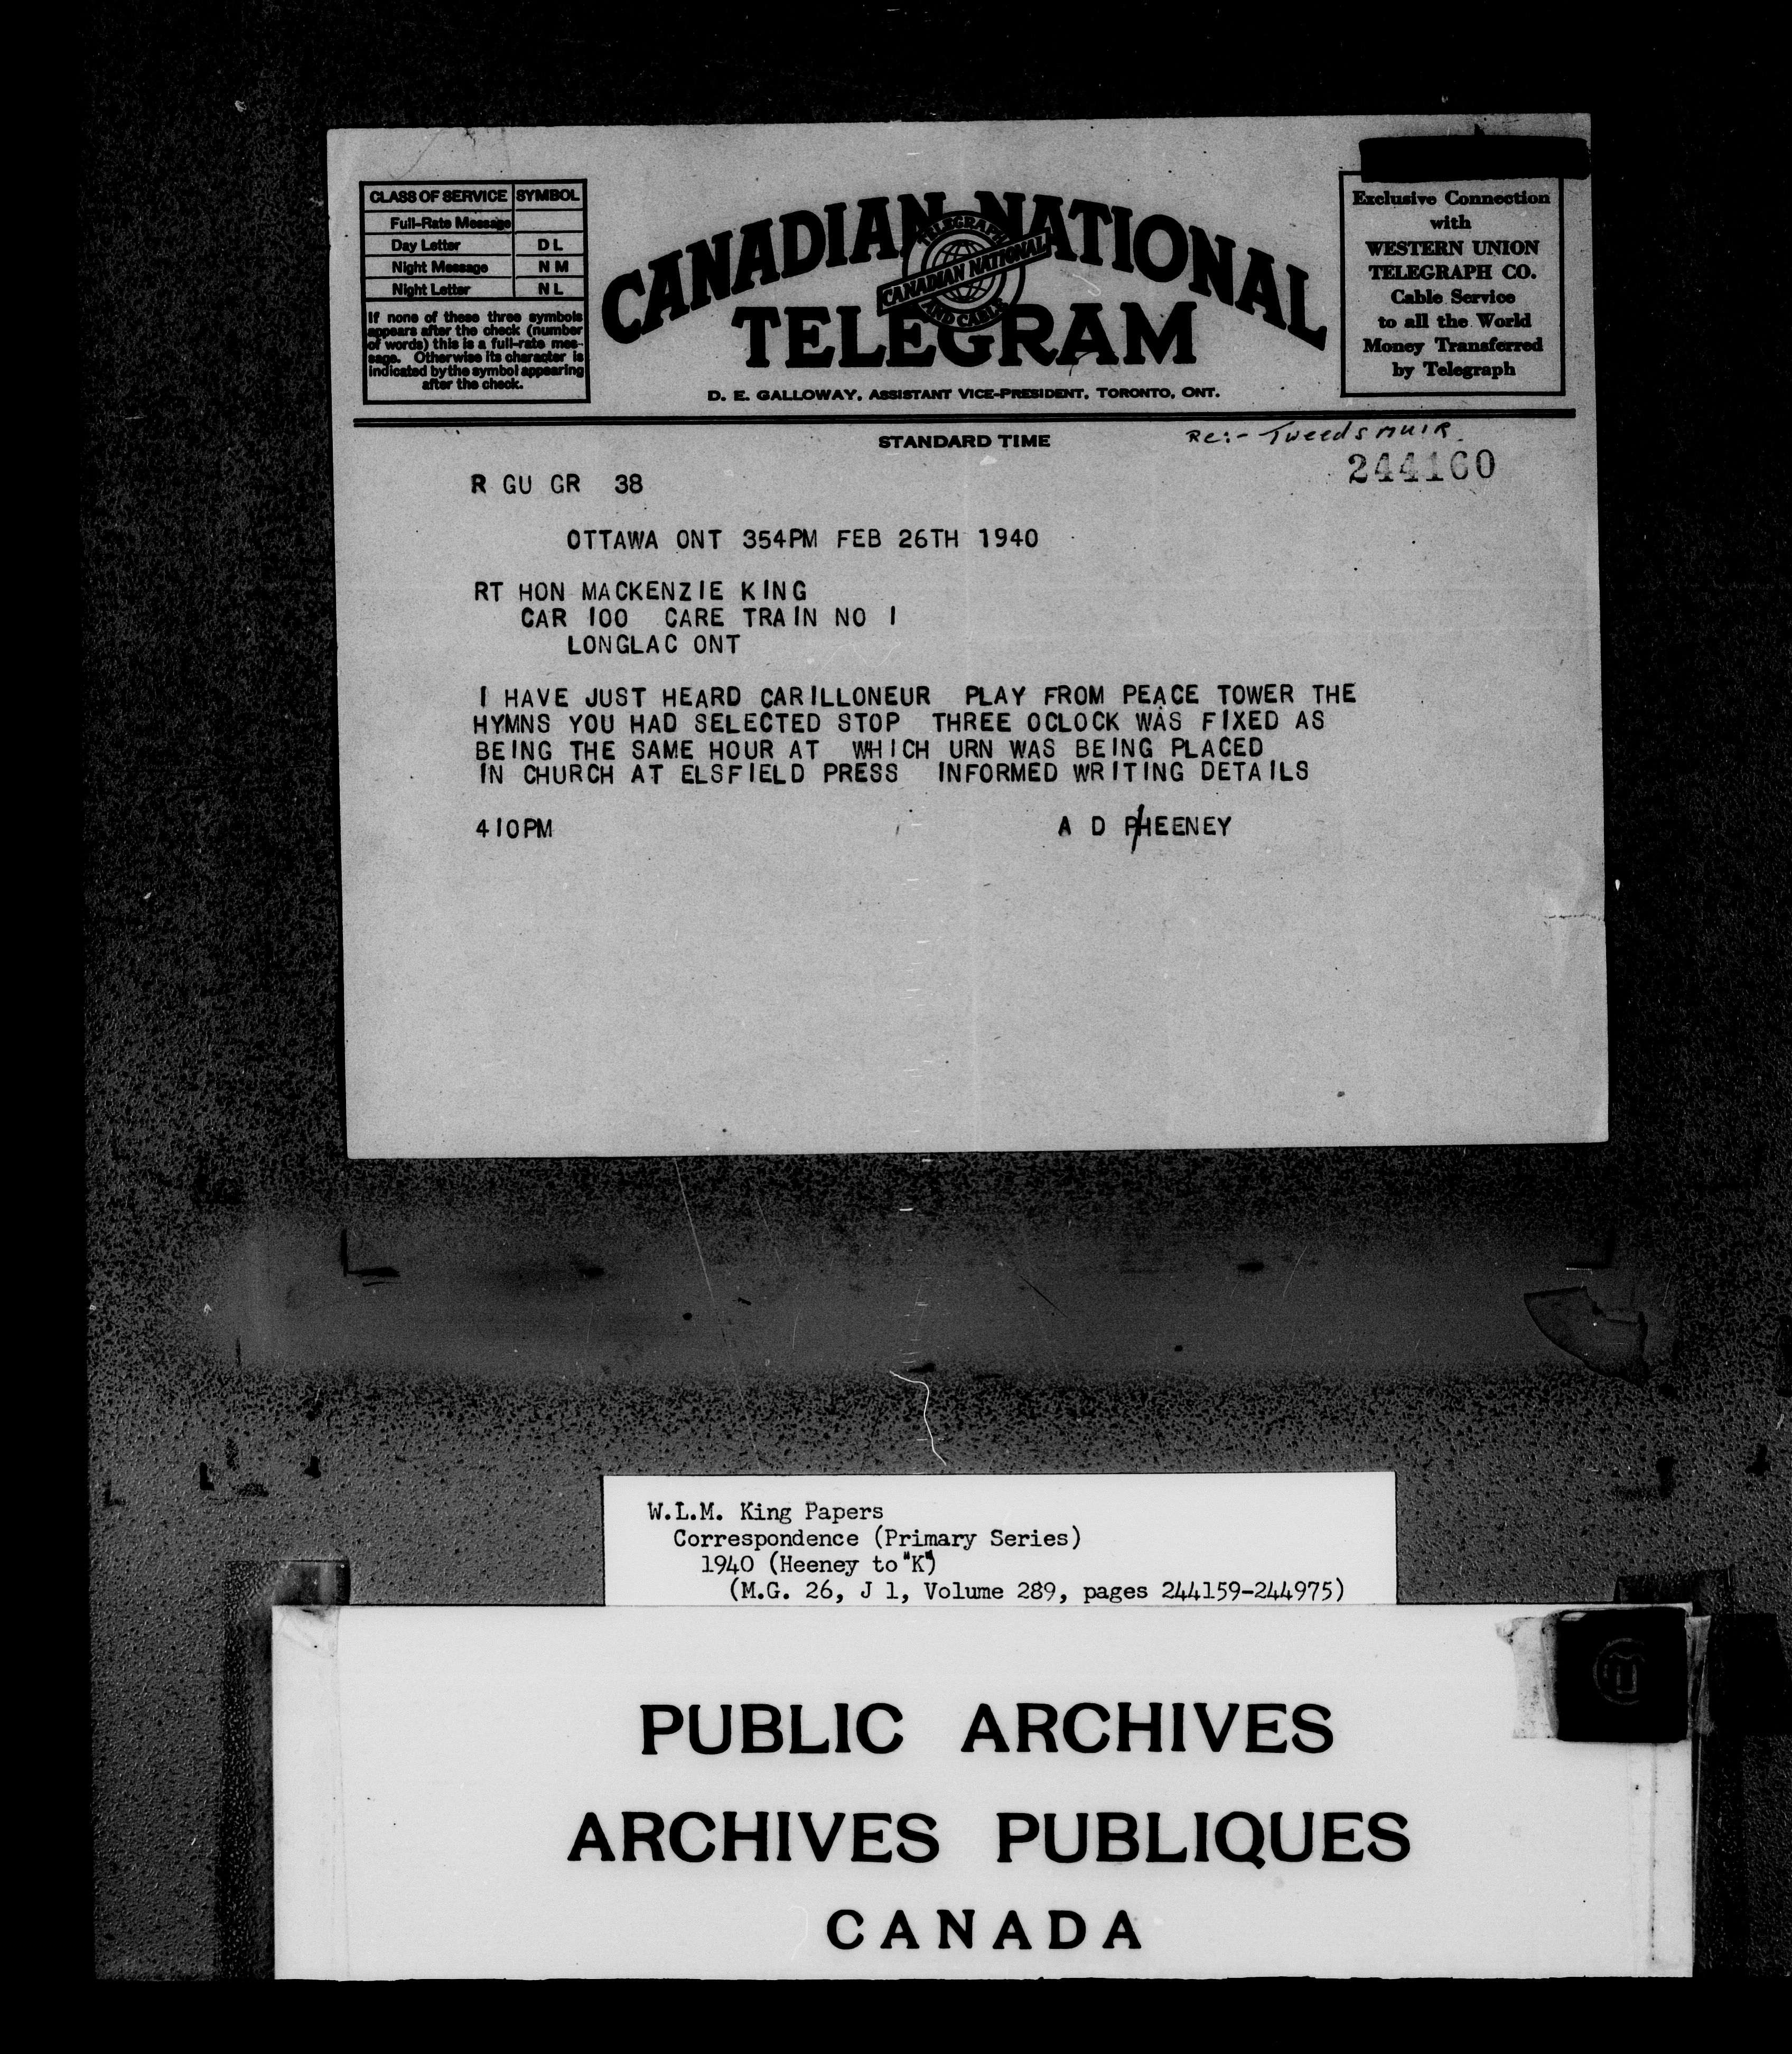 CLASS OF SERVICE SYMBOL
Full-Rate Message
Day Letter D L
Night Message N M
Night Letter N L
If none of these three symbols
appears after the check (number
of words) this is a full-rate mes-
sage. Otherwise its character is
indicated by the symbol appearing
after the check.
CANADIAN NATIONAL
TELEGRAPH
CANADIAN NATIONAL
AND CABLE
TELEGRAM
D. E. GALLOWAY, ASSISTANT VICE-PRESIDENT, TORONTO, ONT.
Exclusive Connection
with
WESTERN UNION
TELEGRAPH CO.
Cable Service
to all the World
Money Transferred
by Telegraph
STANDARD TIME
Re:- Tweedsmuir.
244160
R GU GR 38
OTTAWA ONT 354PM FEB 26TH 1940
RT HON MACKENZIE KING
CAR 100 CARE TRAIN NO 1
LONGLAC ONT
I HAVE JUST HEARD CARILLONEUR PLAY FROM PEACE TOWER THE
HYMNS YOU HAD SELECTED STOP THREE OCLOCK WAS FIXED AS
BEING THE SAME HOUR AT WHICH URN WAS BEING PLACED
IN CHURCH AT ELSFIELD PRESS INFORMED WRITING DETAILS
410PM A D P/HEENEY
W.L.M. King Papers
Correspondence (Primary Series)
1940 (Heeney to "K")
(M.G. 26, J 1, Volume 289, pages 244159-244975)
PUBLIC ARCHIVES
ARCHIVES PUBLIQUES
CANADA